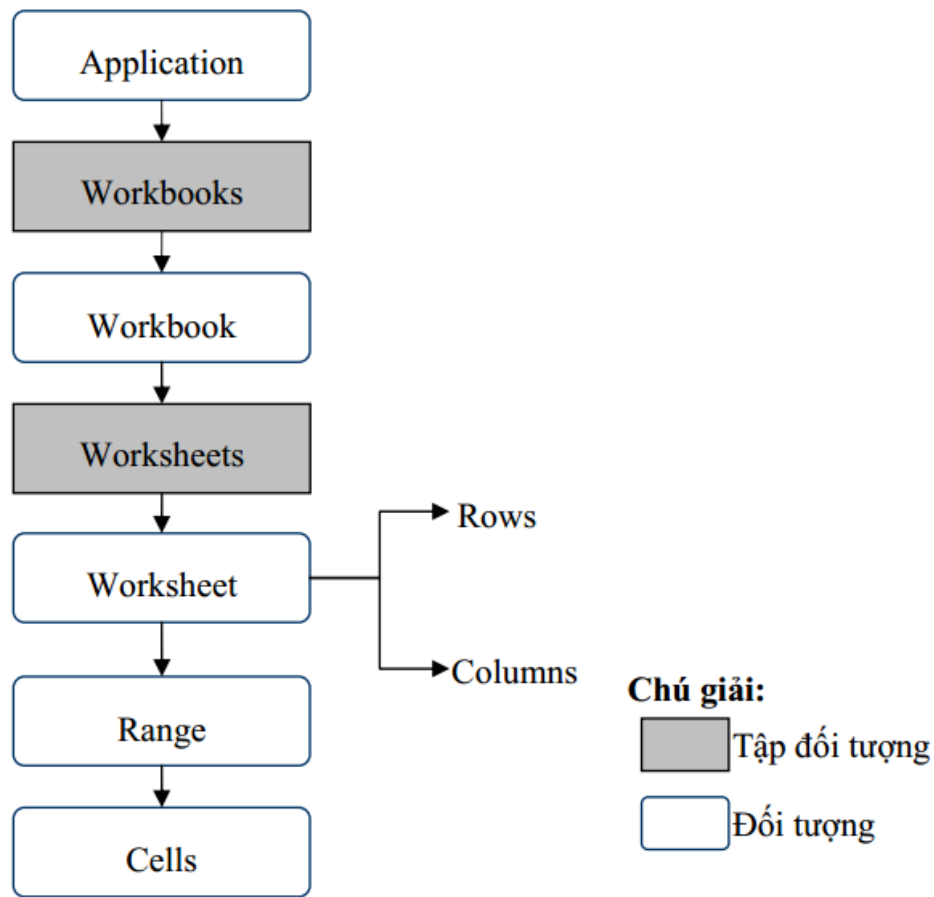 Application
Workbooks
Workbook
Worksheets
Worksheet
Rows
Columns
Range
Cells
Chú giải:
Tập đối tượng
Đối tượng